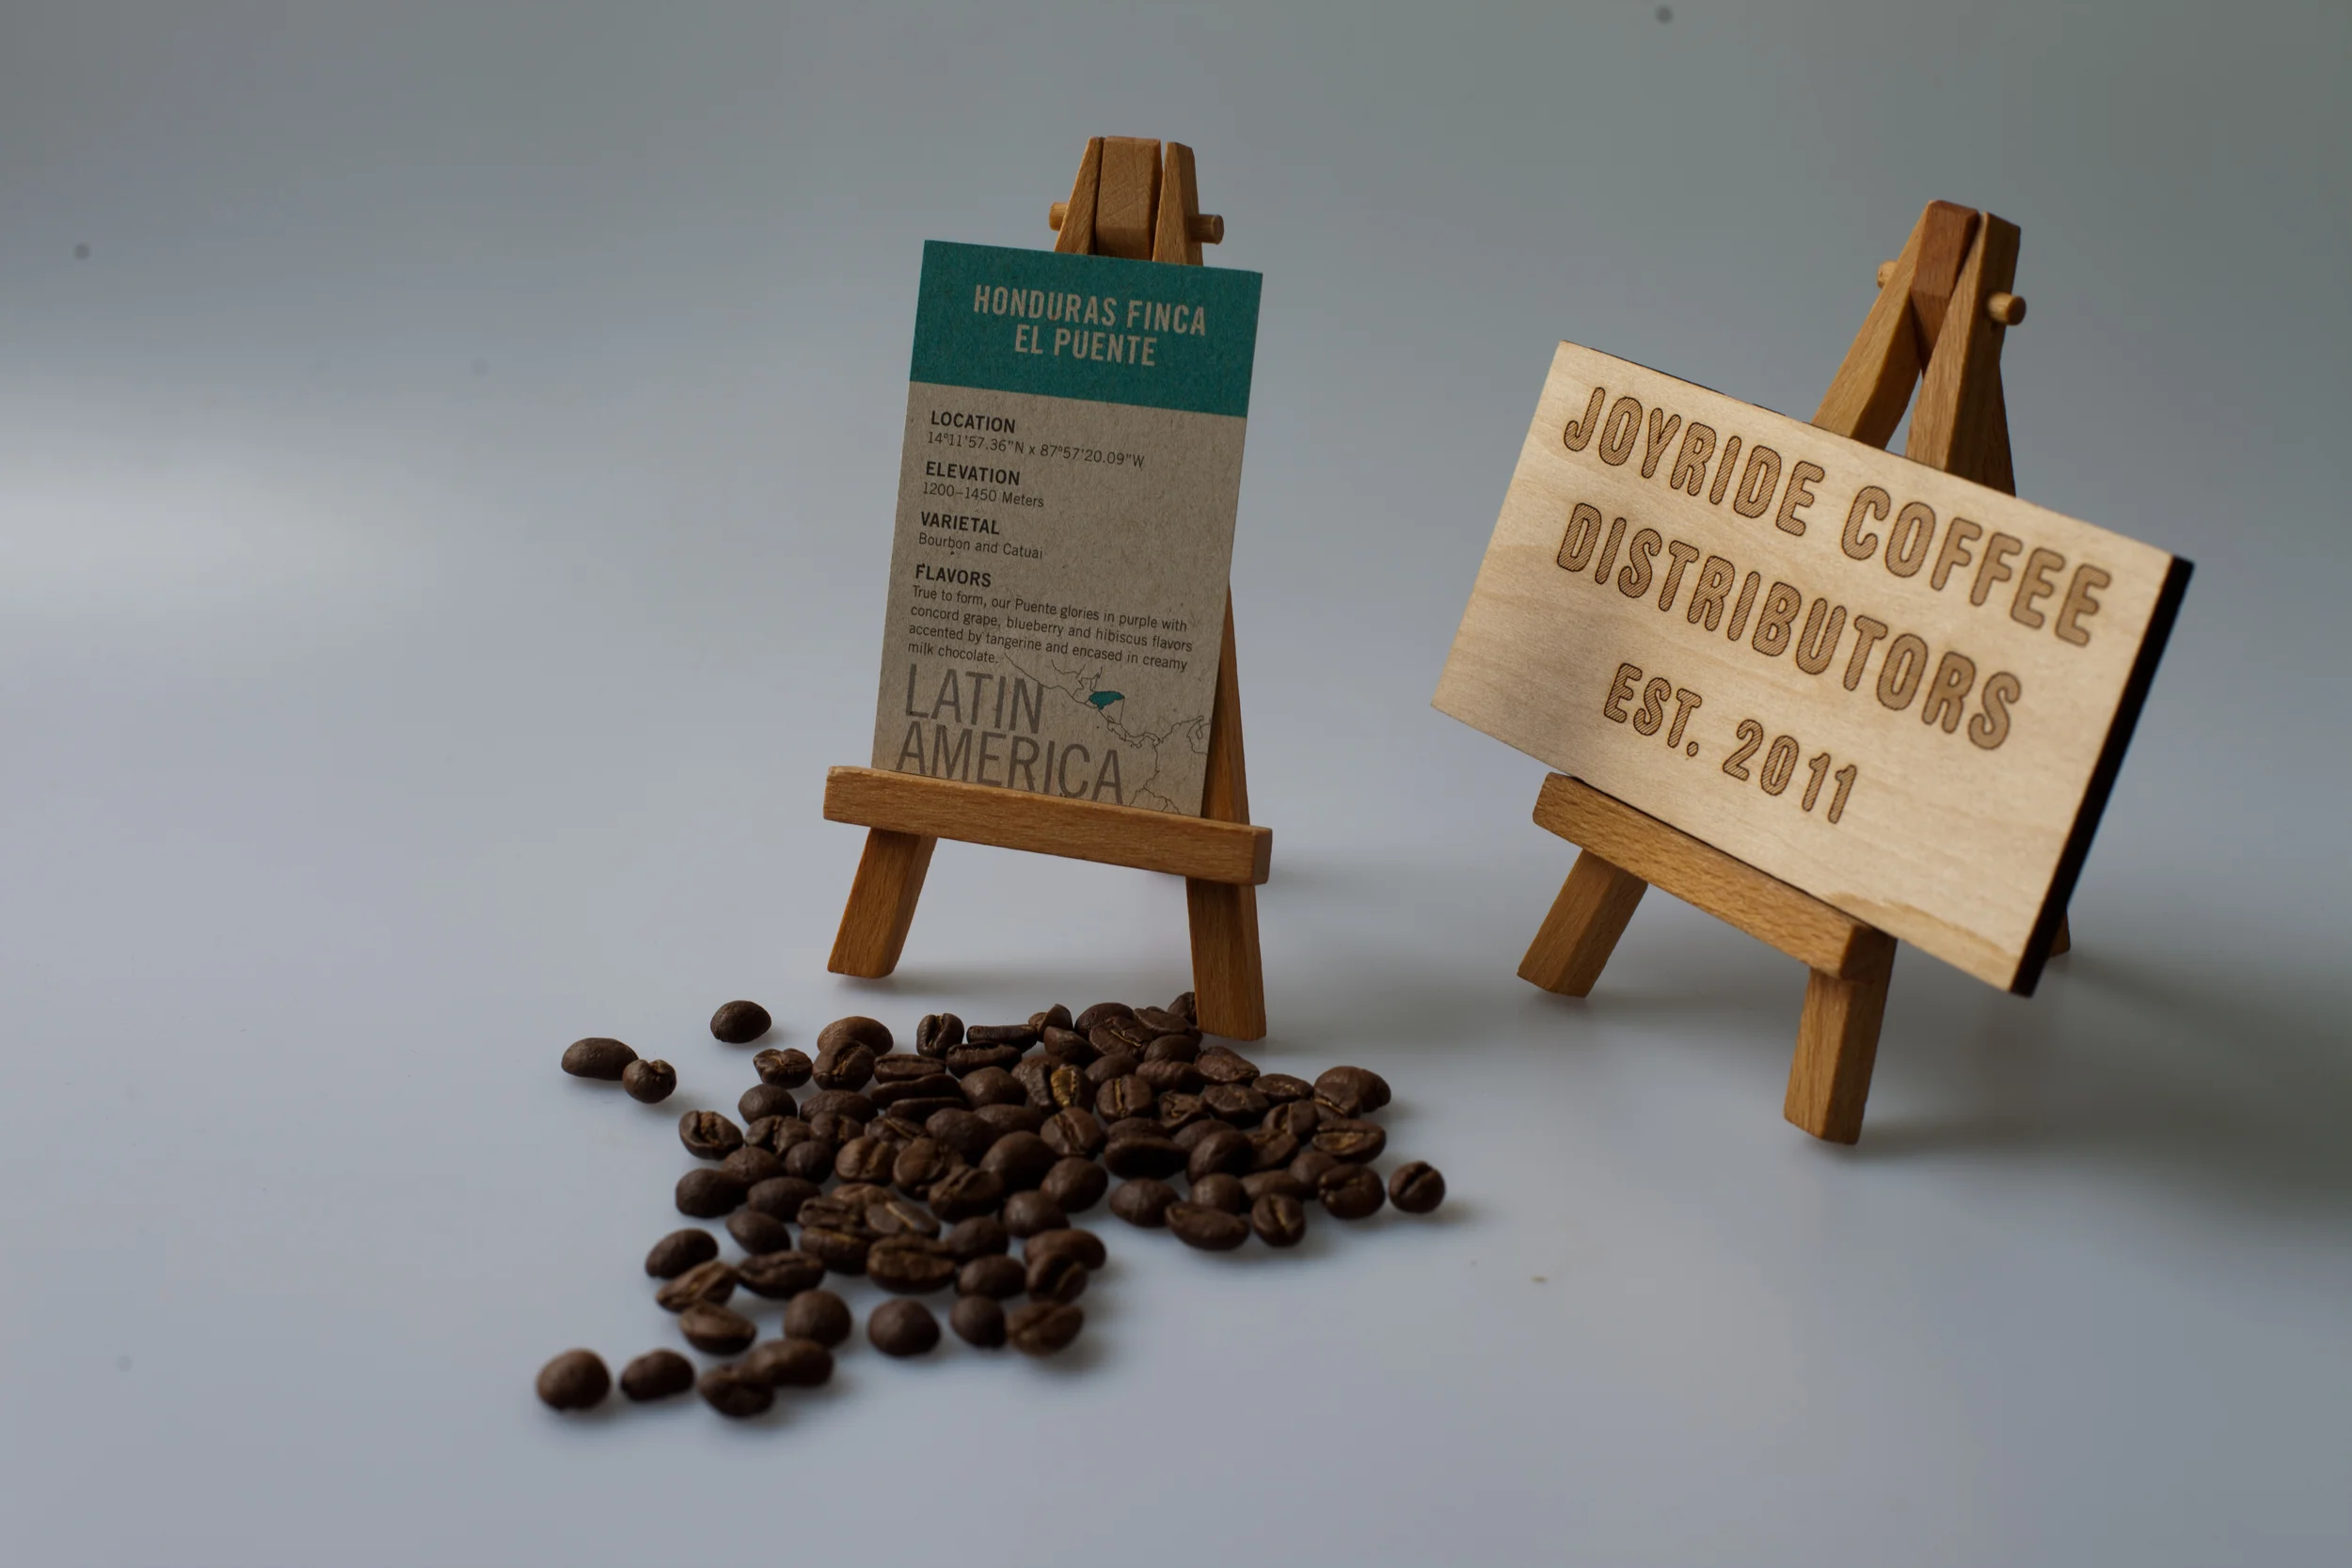 HONDURAS FINCA
EL PUENTE
LOCATION
14°11'57.36"N x 87°57'20.09"W
ELEVATION
1200–1450 Meters
VARIETAL
Bourbon and Catuai
FLAVORS
True to form, our Puente glories in purple with
concord grape, blueberry and hibiscus flavors
accented by tangerine and encased in creamy
milk chocolate.
LATIN
AMERICA
JOYRIDE COFFEE
DISTRIBUTORS
EST. 2011